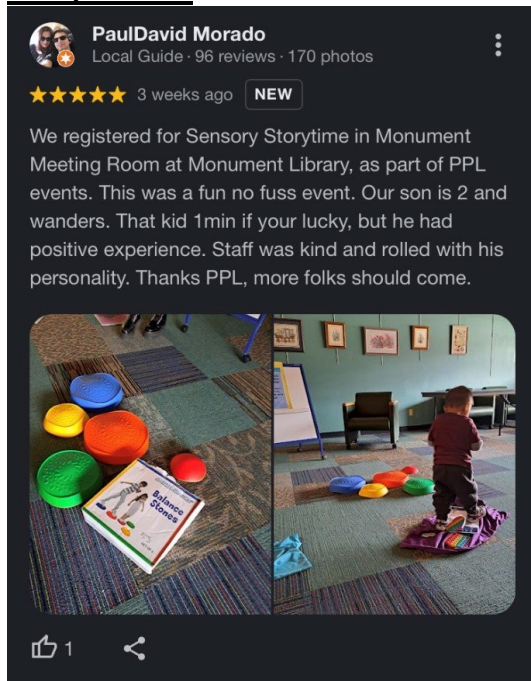 PaulDavid Morado
Local Guide · 96 reviews · 170 photos
★★★★★ 3 weeks ago NEW
We registered for Sensory Storytime in Monument
Meeting Room at Monument Library, as part of PPL
events. This was a fun no fuss event. Our son is 2 and
wanders. That kid 1min if your lucky, but he had
positive experience. Staff was kind and rolled with his
personality. Thanks PPL, more folks should come.
Balance
Stones
1